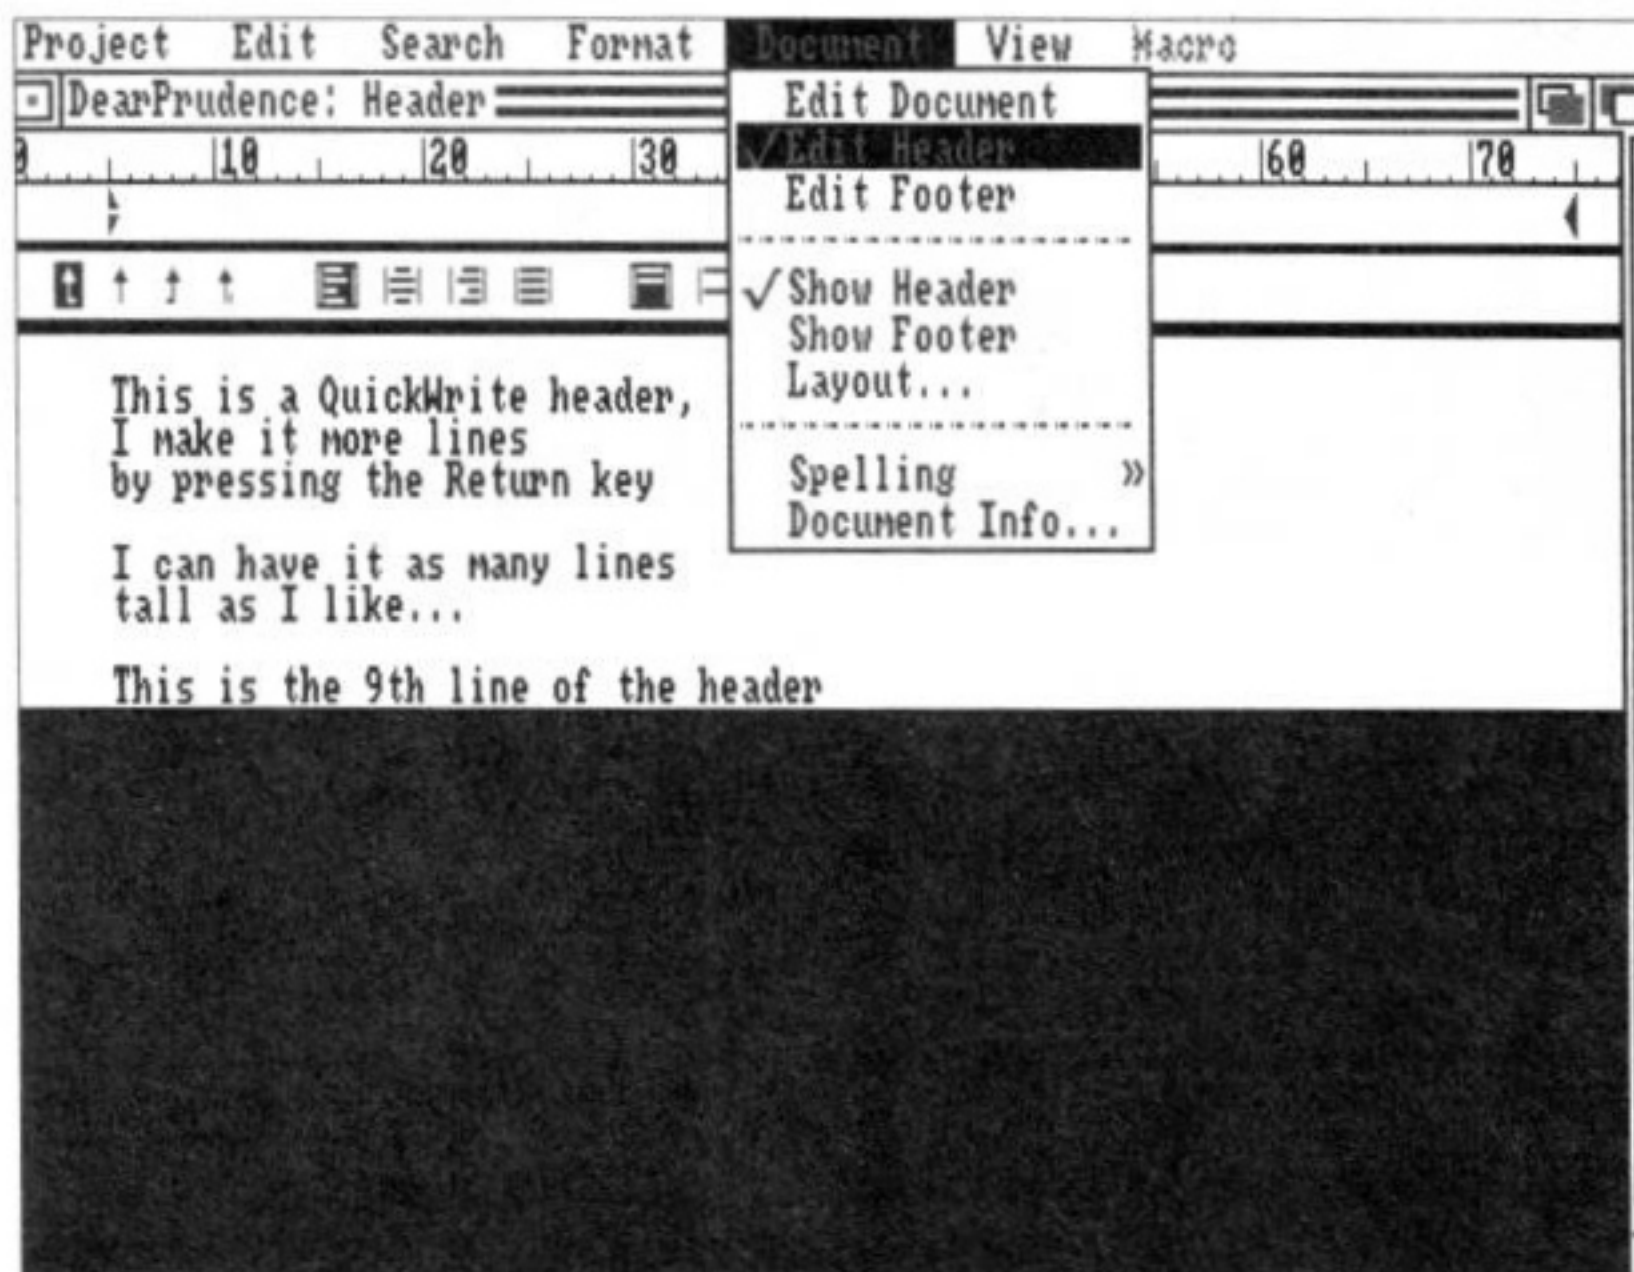 Project Edit Search Format Document View Macro
DearPrudence: Header
0 10 20 30 60 70
Edit Document
✓Edit Header
Edit Footer
✓Show Header
Show Footer
Layout...
Spelling »
Document Info...
This is a QuickWrite header,
I make it more lines
by pressing the Return key
I can have it as many lines
tall as I like...
This is the 9th line of the header